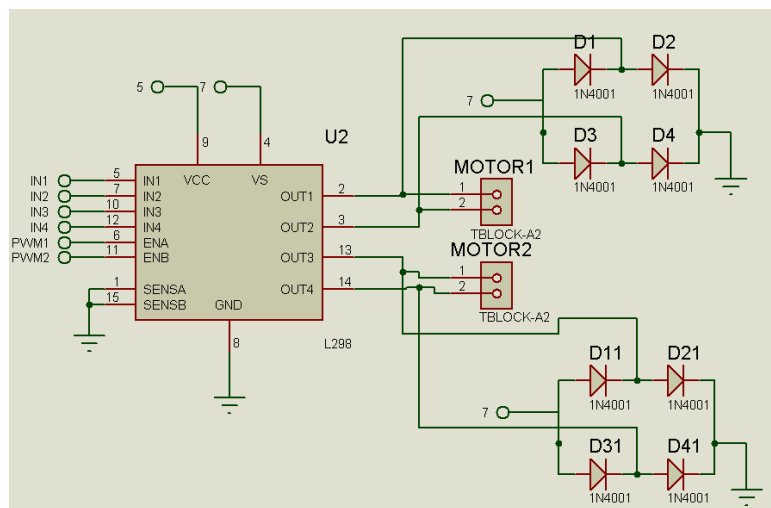 D1
D2
5
7
7
1N4001
1N4001
U2
9
4
D3
D4
IN1
5
IN1
VCC
VS
OUT1
2
MOTOR1
1N4001
1N4001
IN2
7
IN2
1
IN3
10
IN3
OUT2
3
2
IN4
12
IN4
TBLOCK-A2
PWM1
6
ENA
OUT3
13
MOTOR2
PWM2
11
ENB
1
1
SENSA
OUT4
14
2
15
SENSB
GND
TBLOCK-A2
8
L298
D11
D21
7
1N4001
1N4001
D31
D41
1N4001
1N4001